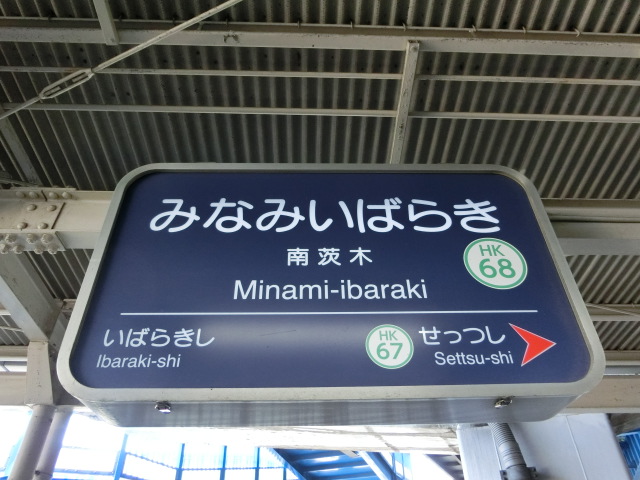 みなみいばらき
南茨木
HK
68
Minami-ibaraki
いばらきし
Ibaraki-shi
HK
67
せっつし
Settsu-shi